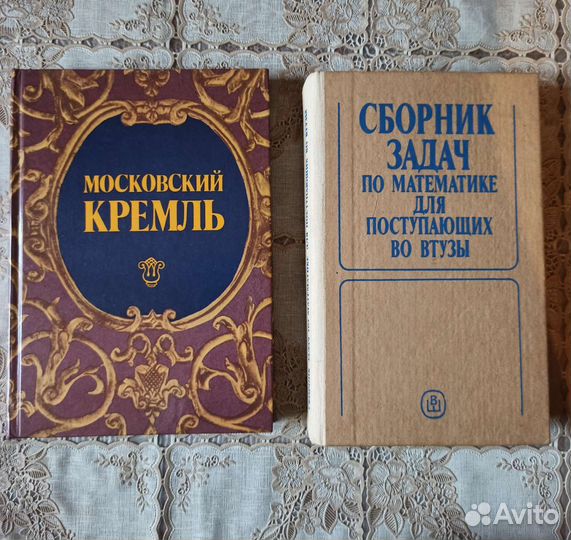 МОСКОВСКИЙ
КРЕМЛЬ
СБОРНИК
ЗАДАЧ
ПО МАТЕМАТИКЕ
ДЛЯ
ПОСТУПАЮЩИХ
ВО ВТУЗЫ
Avito